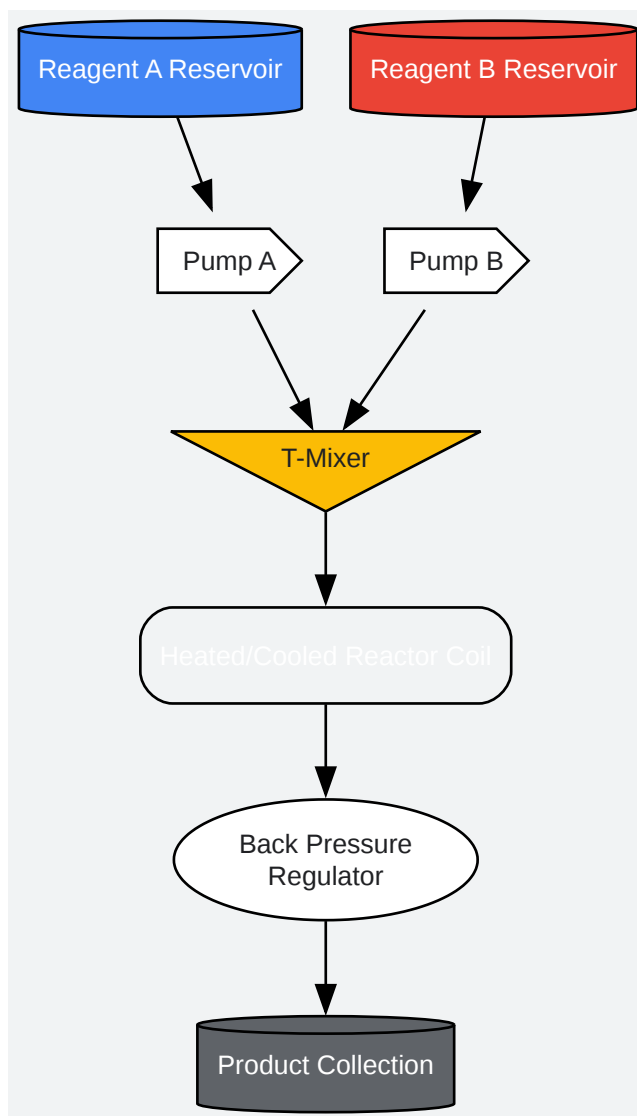 Reagent A Reservoir
Reagent B Reservoir
Pump A
Pump B
T-Mixer
Heated/Cooled Reactor Coil
Back Pressure
Regulator
Product Collection